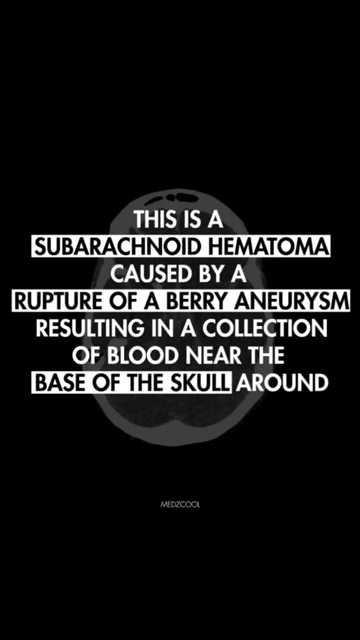 THIS IS A
SUBARACHNOID HEMATOMA
CAUSED BY A
RUPTURE OF A BERRY ANEURYSM
RESULTING IN A COLLECTION
OF BLOOD NEAR THE
BASE OF THE SKULL AROUND
MEDZCOOL